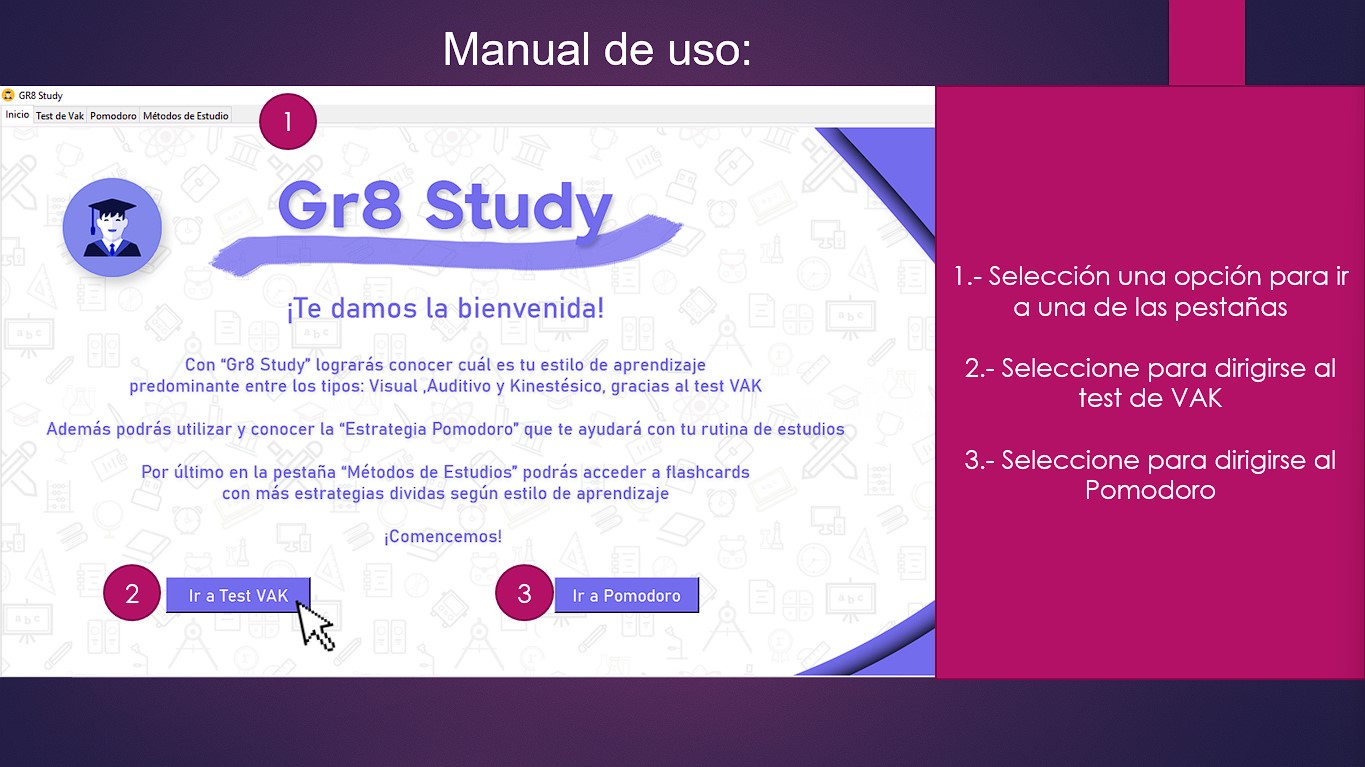 Manual de uso:
GR8 Study
Inicio Test de Vak Pomodoro Métodos de Estudio
1
Gr8 Study
¡Te damos la bienvenida!
Con “Gr8 Study” lograrás conocer cuál es tu estilo de aprendizaje
predominante entre los tipos: Visual ,Auditivo y Kinestésico, gracias al test VAK
Además podrás utilizar y conocer la “Estrategia Pomodoro” que te ayudará con tu rutina de estudios
Por último en la pestaña “Métodos de Estudios” podrás acceder a flashcards
con más estrategias dividas según estilo de aprendizaje
¡Comencemos!
2 Ir a Test VAK
3 Ir a Pomodoro
1.- Selección una opción para ir
a una de las pestañas
2.- Seleccione para dirigirse al
test de VAK
3.- Seleccione para dirigirse al
Pomodoro